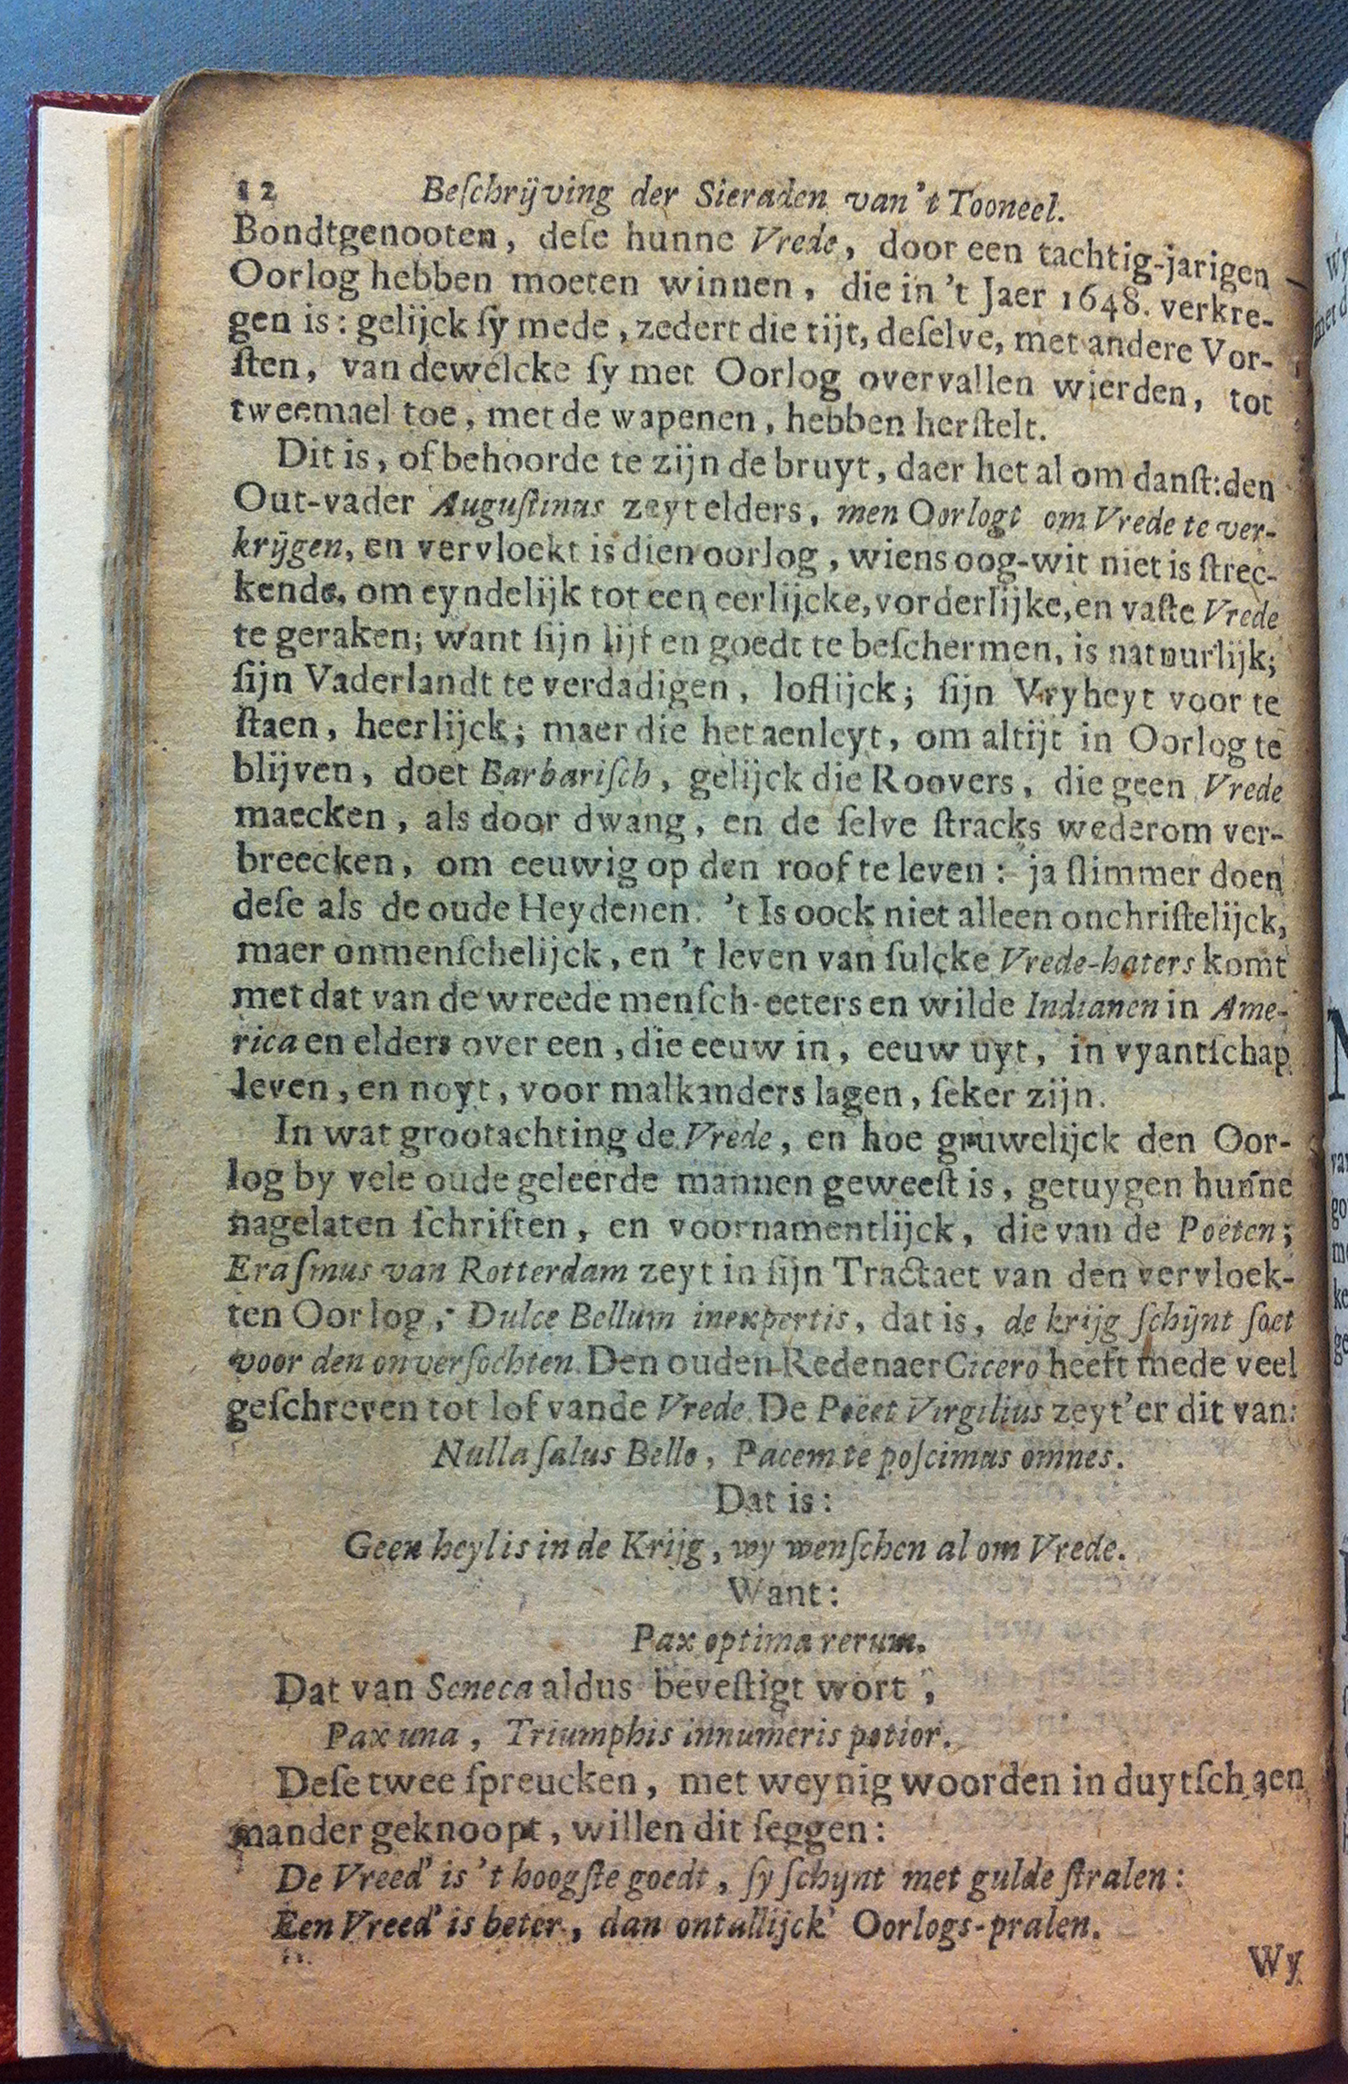 12 Beſchrijving der Sieraden van 't Tooneel.
Bondtgenooten, deſe hunne Vrede, door een tachtig-jarigen
Oorlog hebben moeten winnen, die in 't Jaer 1648. verkre-
gen is: gelijck ſy mede, zedert die tijt, deſelve, met andere Vor-
ſten, van dewelcke ſy met Oorlog overvallen wierden, tot
tweemael toe, met de wapenen, hebben herſtelt.
Dit is, of behoorde te zijn de bruyt, daer het al om danſt: den
Out-vader Auguſtinus zeyt elders, men Oorlogt om Vrede te ver-
krijgen, en vervloekt is dien oorlog, wiens oog-wit niet is ſtrec-
kende, om eyndelijk tot een eerlijcke, vorderlijke, en vaſte Vrede
te geraken; want ſijn lijf en goedt te beſchermen, is natuurlijk;
ſijn Vaderlandt te verdadigen, loflijck; ſijn Vryheyt voor te
ſtaen, heerlijck; maer die het aenleyt, om altijt in Oorlog te
blijven, doet Barbariſch, gelijck die Roovers, die geen Vrede
maecken, als door dwang, en de ſelve ſtracks wederom ver-
breecken, om eeuwig op den roof te leven: ja ſlimmer doen
deſe als de oude Heydenen. 't Is oock niet alleen onchriſtelijck,
maer onmenſchelijck, en 't leven van ſulcke Vrede-haters komt
met dat van de wreede menſch-eeters en wilde Indianen in Ame-
rica en elders over een, die eeuw in, eeuw uyt, in vyantſchap
leven, en noyt, voor malkanders lagen, ſeker zijn.
In wat grootachting de Vrede, en hoe gruwelijck den Oor-
log by vele oude geleerde mannen geweeſt is, getuygen hunne
nagelaten ſchriften, en voornamentlijck, die van de Poëten;
Eraſmus van Rotterdam zeyt in ſijn Tractaet van den vervloek-
ten Oorlog, Dulce Bellum inexpertis, dat is, de krijg ſchijnt ſoet
voor den onverſochten. Den ouden Redenaer Cicero heeft mede veel
geſchreven tot lof vande Vrede. De Poëet Virgilius zeyt'er dit van:
Nulla ſalus Bello, Pacem te poſcimus omnes.
Dat is:
Geen heyl is in de Krijg, wy wenſchen al om Vrede.
Want:
Pax optima rerum.
Dat van Seneca aldus beveſtigt wort,
Pax una, Triumphis innumeris potior.
Deſe twee ſpreucken, met weynig woorden in duytſch aen
mander geknoopt, willen dit ſeggen:
De Vreed' is 't hoogſte goedt, ſy ſchijnt met gulde ſtralen:
Een Vreed' is beter, dan ontallijck' Oorlogs-pralen.
Wy